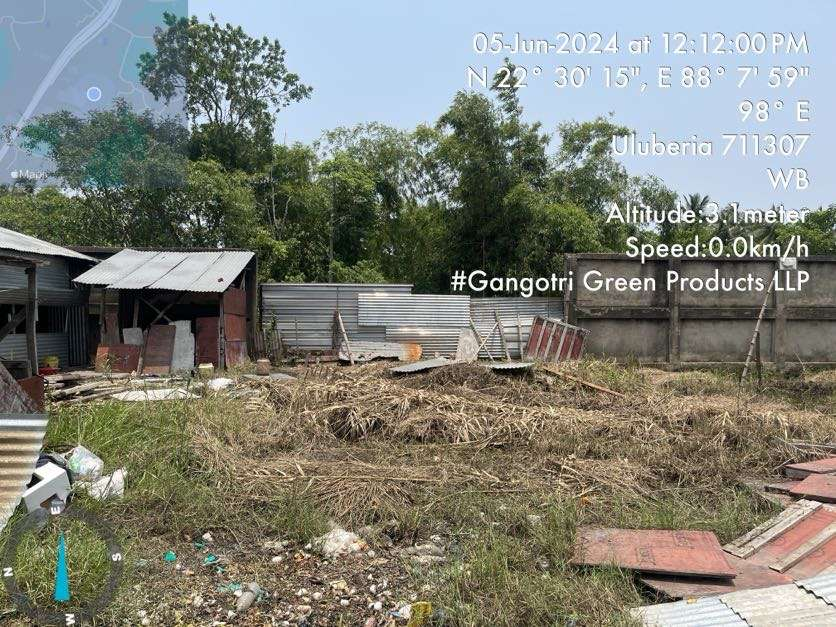 05-Jun-2024 at 12:12:00 PM
N 22° 30' 15", E 88° 7' 59"
98° E
Uluberia 711307
WB
Altitude:3.1meter
Speed:0.0km/h
#Gangotri Green Products LLP
Maps
E
S
N
W